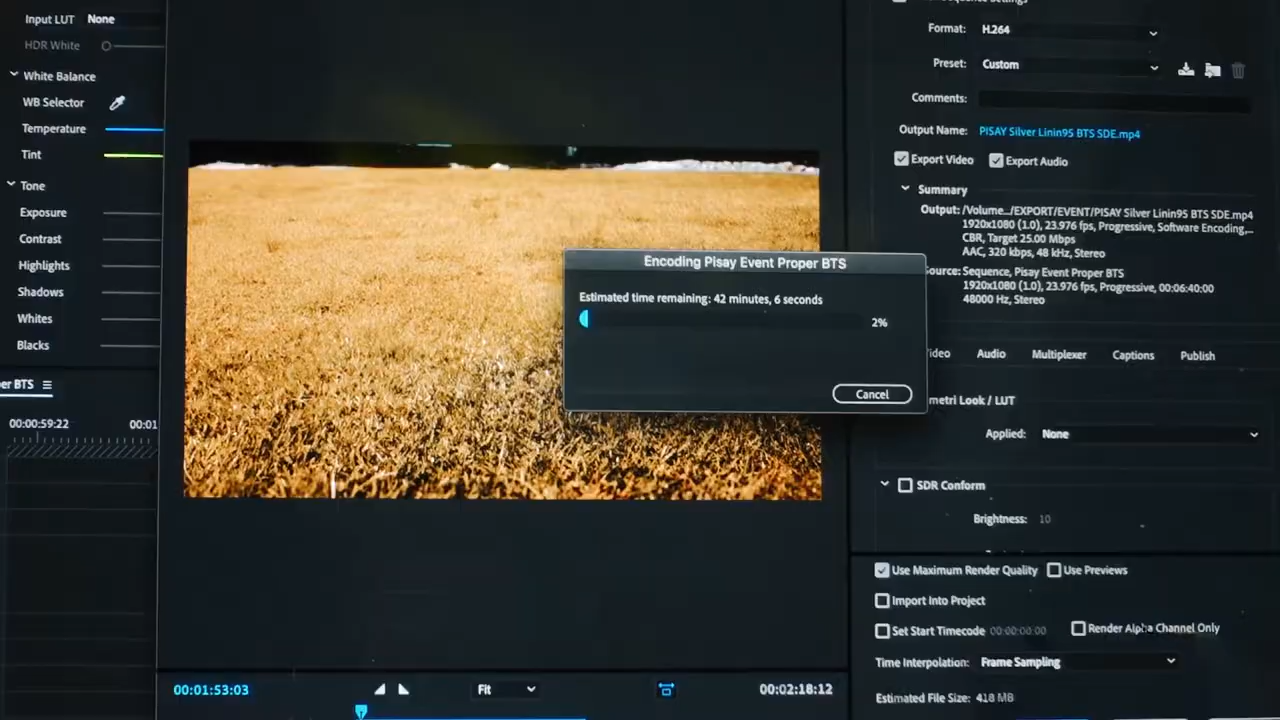 Input LUT None
HDR White
White Balance
WB Selector
Temperature
Tint
Tone
Exposure
Contrast
Highlights
Shadows
Whites
Blacks
er BTS
00:00:59:22 00:01
Encoding Pisay Event Proper BTS
Estimated time remaining: 42 minutes, 6 seconds
2%
Cancel
00:01:53:03 Fit 00:02:18:12
Format: H.264
Preset: Custom
Comments:
Output Name: PISAY Silver Linin95 BTS SDE.mp4
Export Video Export Audio
Summary
Output: /Volume.../EXPORT/EVENT/PISAY Silver Linin95 BTS SDE.mp4
1920x1080 (1.0), 23.976 fps, Progressive, Software Encoding,...
CBR, Target 25.00 Mbps
AAC, 320 kbps, 48 kHz, Stereo
ource: Sequence, Pisay Event Proper BTS
1920x1080 (1.0), 23.976 fps, Progressive, 00:06:40:00
48000 Hz, Stereo
ideo Audio Multiplexer Captions Publish
metri Look / LUT
Applied: None
SDR Conform
Brightness: 10
Use Maximum Render Quality Use Previews
Import Into Project
Set Start Timecode 00:00:00:00 Render Alpha Channel Only
Time Interpolation: Frame Sampling
Estimated File Size: 418 MB